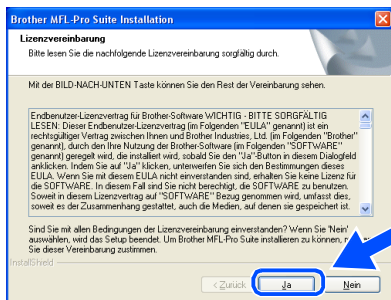 Brother MFL-Pro Suite Installation
Lizenzvereinbarung
Bitte lesen Sie die nachfolgende Lizenzvereinbarung sorgfältig durch.
Mit der BILD-NACH-UNTEN Taste können Sie den Rest der Vereinbarung sehen.
Endbenutzer-Lizenzvertrag für Brother-Software WICHTIG - BITTE SORGFÄLTIG
LESEN: Dieser Endbenutzer-Lizenzvertrag (im Folgenden "EULA" genannt) ist ein
rechtsgültiger Vertrag zwischen Ihnen und Brother Industries, Ltd. (im Folgenden "Brother"
genannt), durch den Ihre Nutzung der Brother-Software (im Folgenden "SOFTWARE"
genannt) geregelt wird, die installiert wird, sobald Sie den "Ja"-Button in diesem Dialogfeld
anklicken. Indem Sie auf "Ja" klicken, unterwerfen Sie sich den Bestimmungen dieses
EULA. Wenn Sie mit diesem EULA nicht einverstanden sind, erhalten Sie keine Lizenz für
die SOFTWARE. In diesem Fall sind Sie nicht berechtigt, die SOFTWARE zu benutzen.
Soweit in diesem Lizenzvertrag auf "SOFTWARE" Bezug genommen wird, umfasst dies,
soweit es der Zusammenhang gestattet, auch die Medien, auf denen sie gespeichert ist.
Sind Sie mit allen Bedingungen der Lizenzvereinbarung einverstanden? Wenn Sie 'Nein'
auswählen, wird das Setup beendet. Um Brother MFL-Pro Suite installieren zu können,
Sie dieser Vereinbarung zustimmen.
InstallShield
< Zurück
Ja
Nein